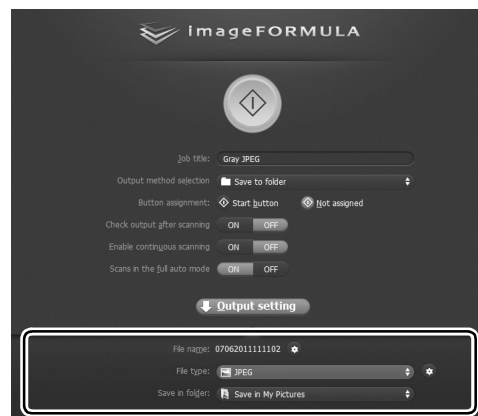 imageFORMULA
Job title: Gray JPEG
Output method selection Save to folder
Button assignment: Start button Not assigned
Check output after scanning ON OFF
Enable continuous scanning ON OFF
Scans in the full auto mode ON OFF
Output setting
File name: 07062011111102
File type: JPEG
Save in folder: Save in My Pictures